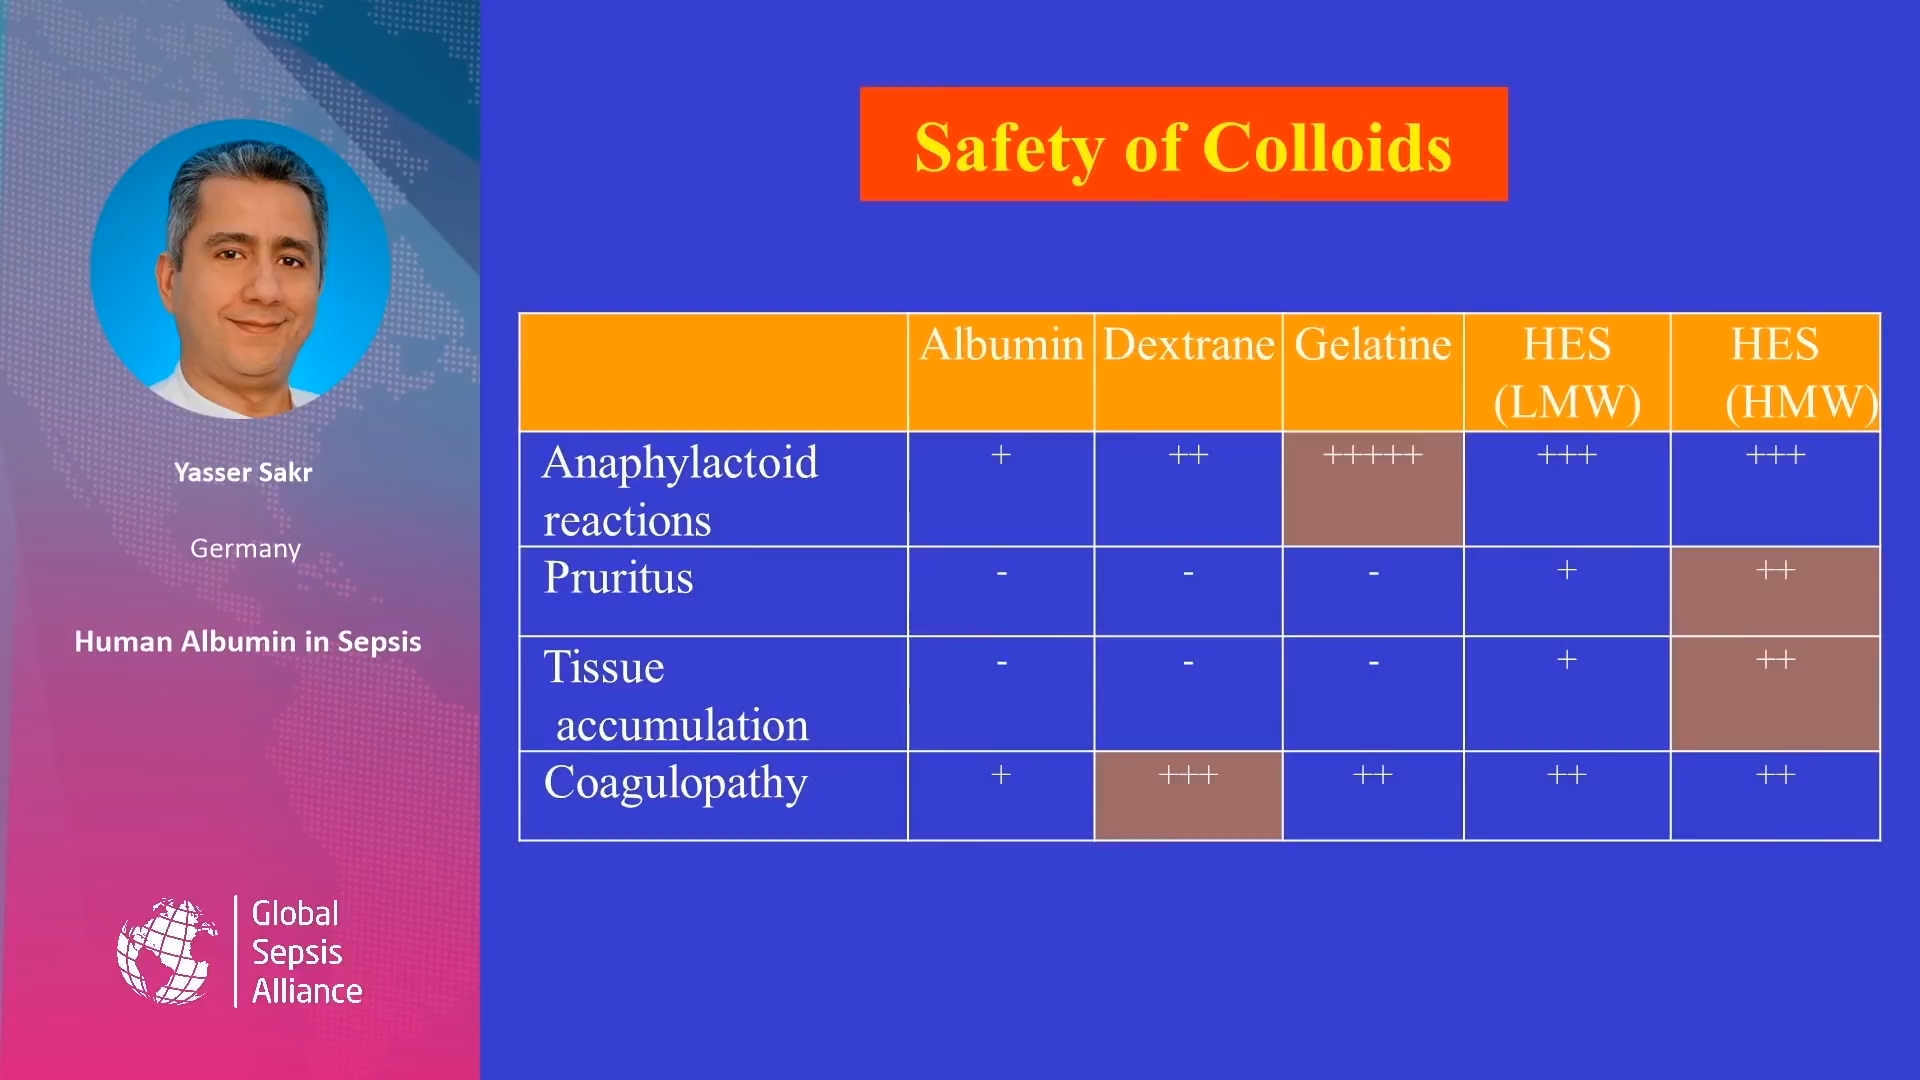 Yasser Sakr
Germany
Human Albumin in Sepsis
Global
Sepsis
Alliance
Safety of Colloids
Albumin Dextrane Gelatine HES (LMW) HES (HMW)
Anaphylactoid reactions + ++ +++++ +++ +++
Pruritus - - - + ++
Tissue accumulation - - - + ++
Coagulopathy + +++ ++ ++ ++